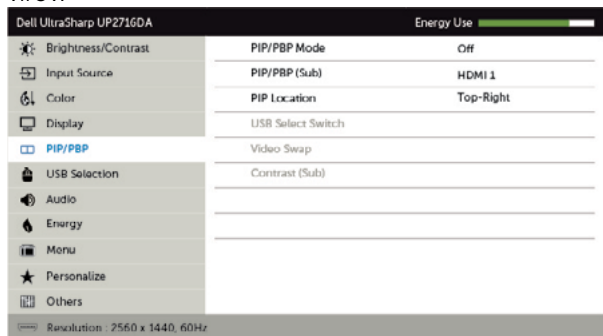 Dell UltraSharp UP2716DA Energy Use
Brightness/Contrast PIP/PBP Mode Off
Input Source PIP/PBP (Sub) HDMI 1
Color PIP Location Top-Right
Display USB Select Switch
PIP/PBP Video Swap
USB Selection Contrast (Sub)
Audio
Energy
Menu
Personalize
Others
Resolution : 2560 x 1440, 60Hz